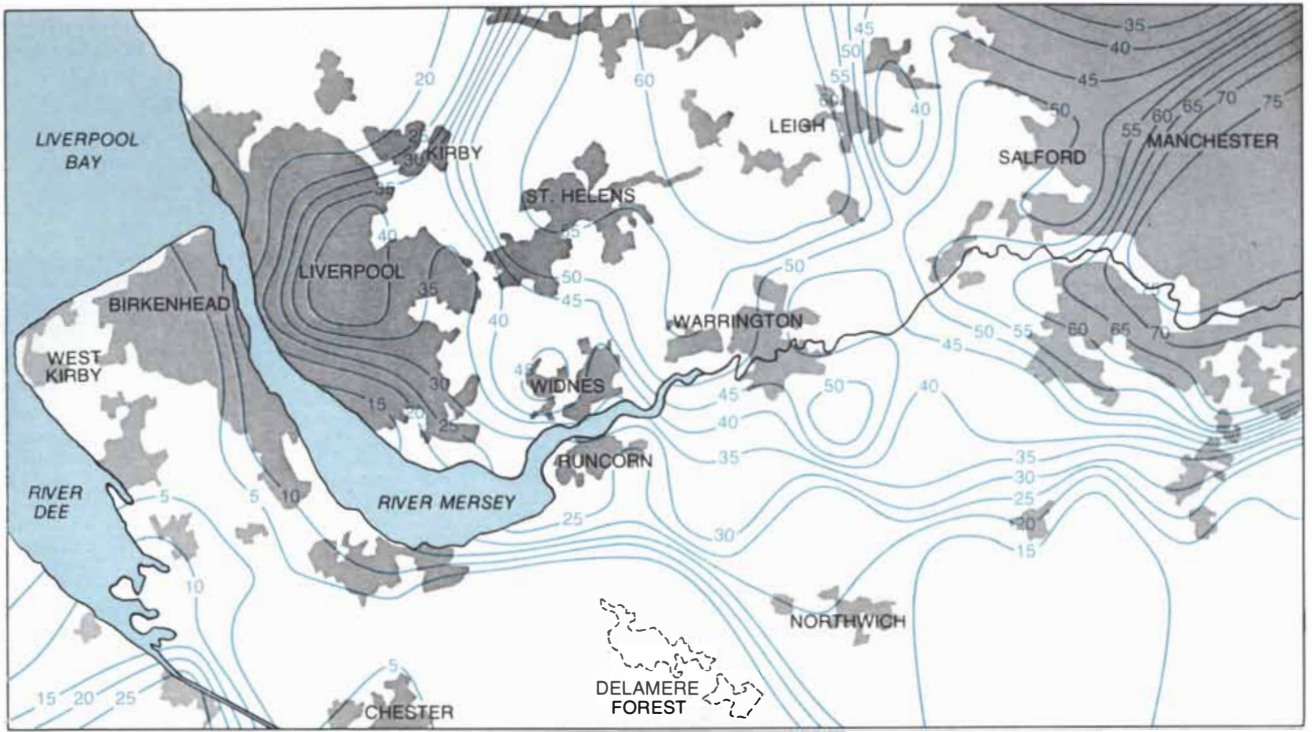 35
45
40
50
20
60
55
45
60
40
50
70
65
60
75
55
LEIGH
MANCHESTER
SALFORD
LIVERPOOL
BAY
25
KIRBY
30
35
ST. HELENS
40
55
LIVERPOOL
35
50
50
45
BIRKENHEAD
40
WARRINGTON
50
55
60
65
70
45
WEST
KIRBY
45
WIDNES
30
15
20
25
45
40
35
50
40
RUNCORN
35
30
25
20
15
RIVER
DEE
5
5
10
RIVER MERSEY
25
30
10
NORTHWICH
DELAMERE
FOREST
5
15
20
25
CHESTER